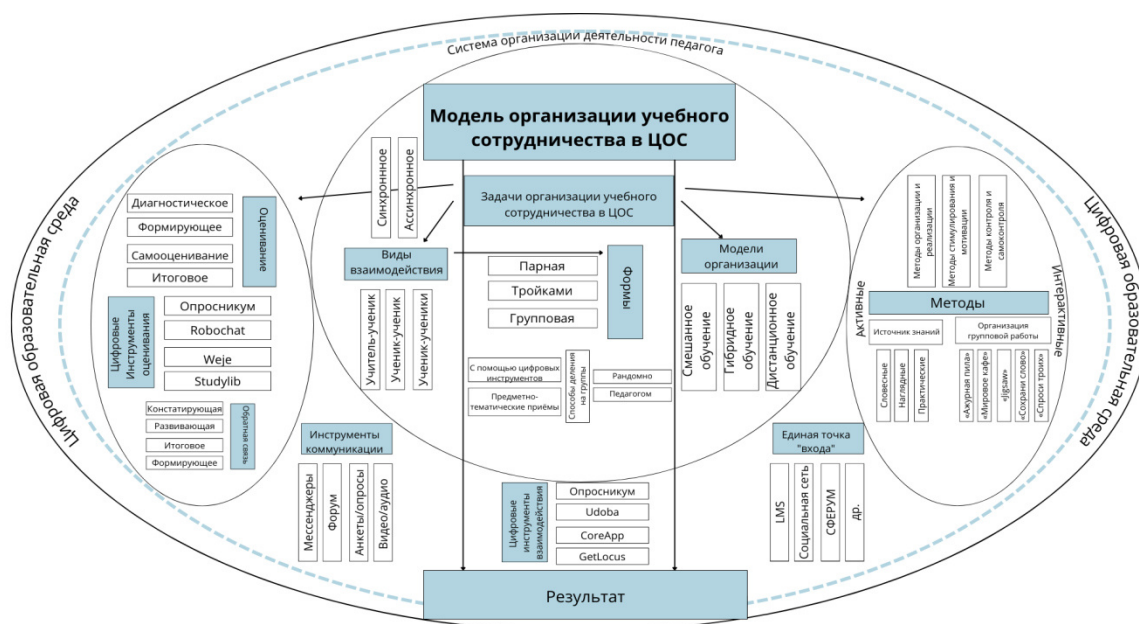 Система организации деятельности педагога
Модель организации учебного
сотрудничества в ЦОС
Цифровая образовательная среда
Цифровая образовательная среда
Задачи организации учебного
сотрудничества в ЦОС
Синхроннное
Ассинхронное
Виды
взаимодействия
Учитель-ученик
Ученик-ученик
Ученик-ученики
Формы
Парная
Тройками
Групповая
С помощью цифровых
инструментов
Предметно-
тематические приёмы
Способы деления
на группы
Рандомно
Педагогом
Модели
организации
Смешанное
обучение
Гибридное
обучение
Дистанционное
обучение
Диагностическое
Формирующее
Самооценивание
Итоговое
Оценивание
Цифровые
Инструменты
оценивания
Опросникум
Robochat
Weje
Studylib
Констатирующая
Развивающая
Итоговое
Формирующее
Обратная связь
Методы организации и
реализации
Методы стимулирования и
мотивации
Методы контроля и
самоконтроля
Активные
Интерактивные
Методы
Источник знаний
Организация
групповой работы
Словесные
Наглядные
Практические
«Ажурная пила»
«Мировое кафе»
«Jigsaw»
«Сохрани слово»
«Спроси троих»
Инструменты
коммуникации
Мессенджеры
Форум
Анкеты/опросы
Видео/аудио
Цифровые
инструменты
взаимодействия
Опросникум
Udoba
CoreApp
GetLocus
Единая точка
"входа"
LMS
Социальная сеть
СФЕРУМ
др.
Результат